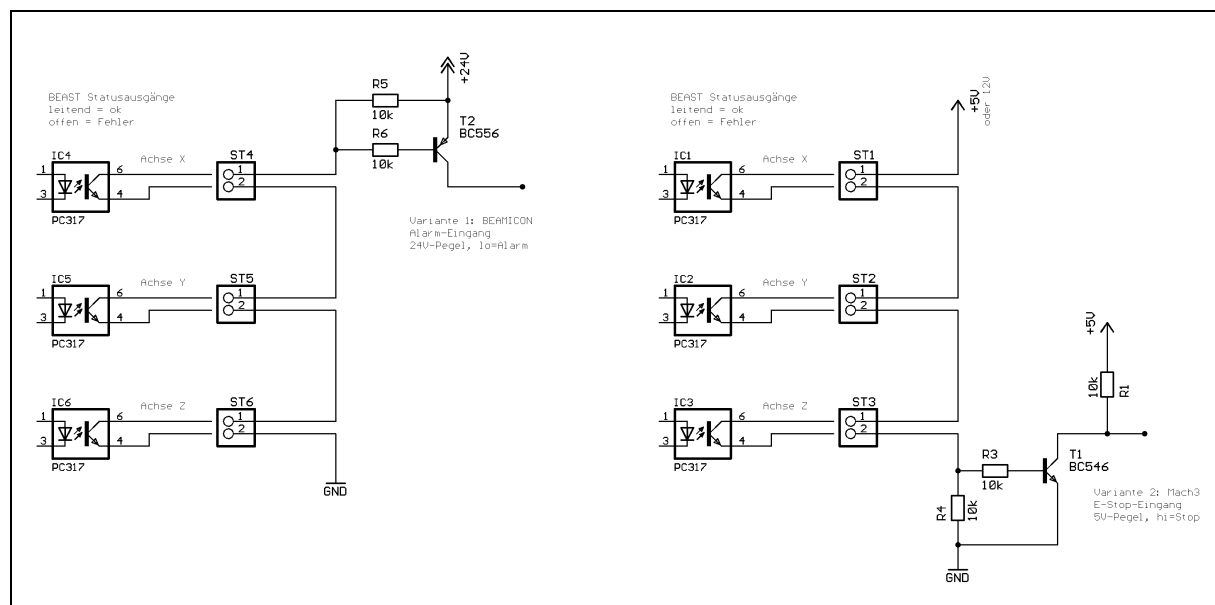 BEAST Statusausgänge
leitend = ok
offen = Fehler
+24V
R5
10k
R6
10k
T2
BC556
IC4
1
3
6
4
PC317
Achse X
ST4
1
2
Variante 1: BEAMICON
Alarm-Eingang
24V-Pegel, lo=Alarm
IC5
1
3
6
4
PC317
Achse Y
ST5
1
2
IC6
1
3
6
4
PC317
Achse Z
ST6
1
2
GND
BEAST Statusausgänge
leitend = ok
offen = Fehler
+5V
oder 12V
IC1
1
3
6
4
PC317
Achse X
ST1
1
2
IC2
1
3
6
4
PC317
Achse Y
ST2
1
2
IC3
1
3
6
4
PC317
Achse Z
ST3
1
2
+5V
10k
R1
R3
10k
T1
BC546
R4
10k
Variante 2: Mach3
E-Stop-Eingang
5V-Pegel, hi=Stop
GND